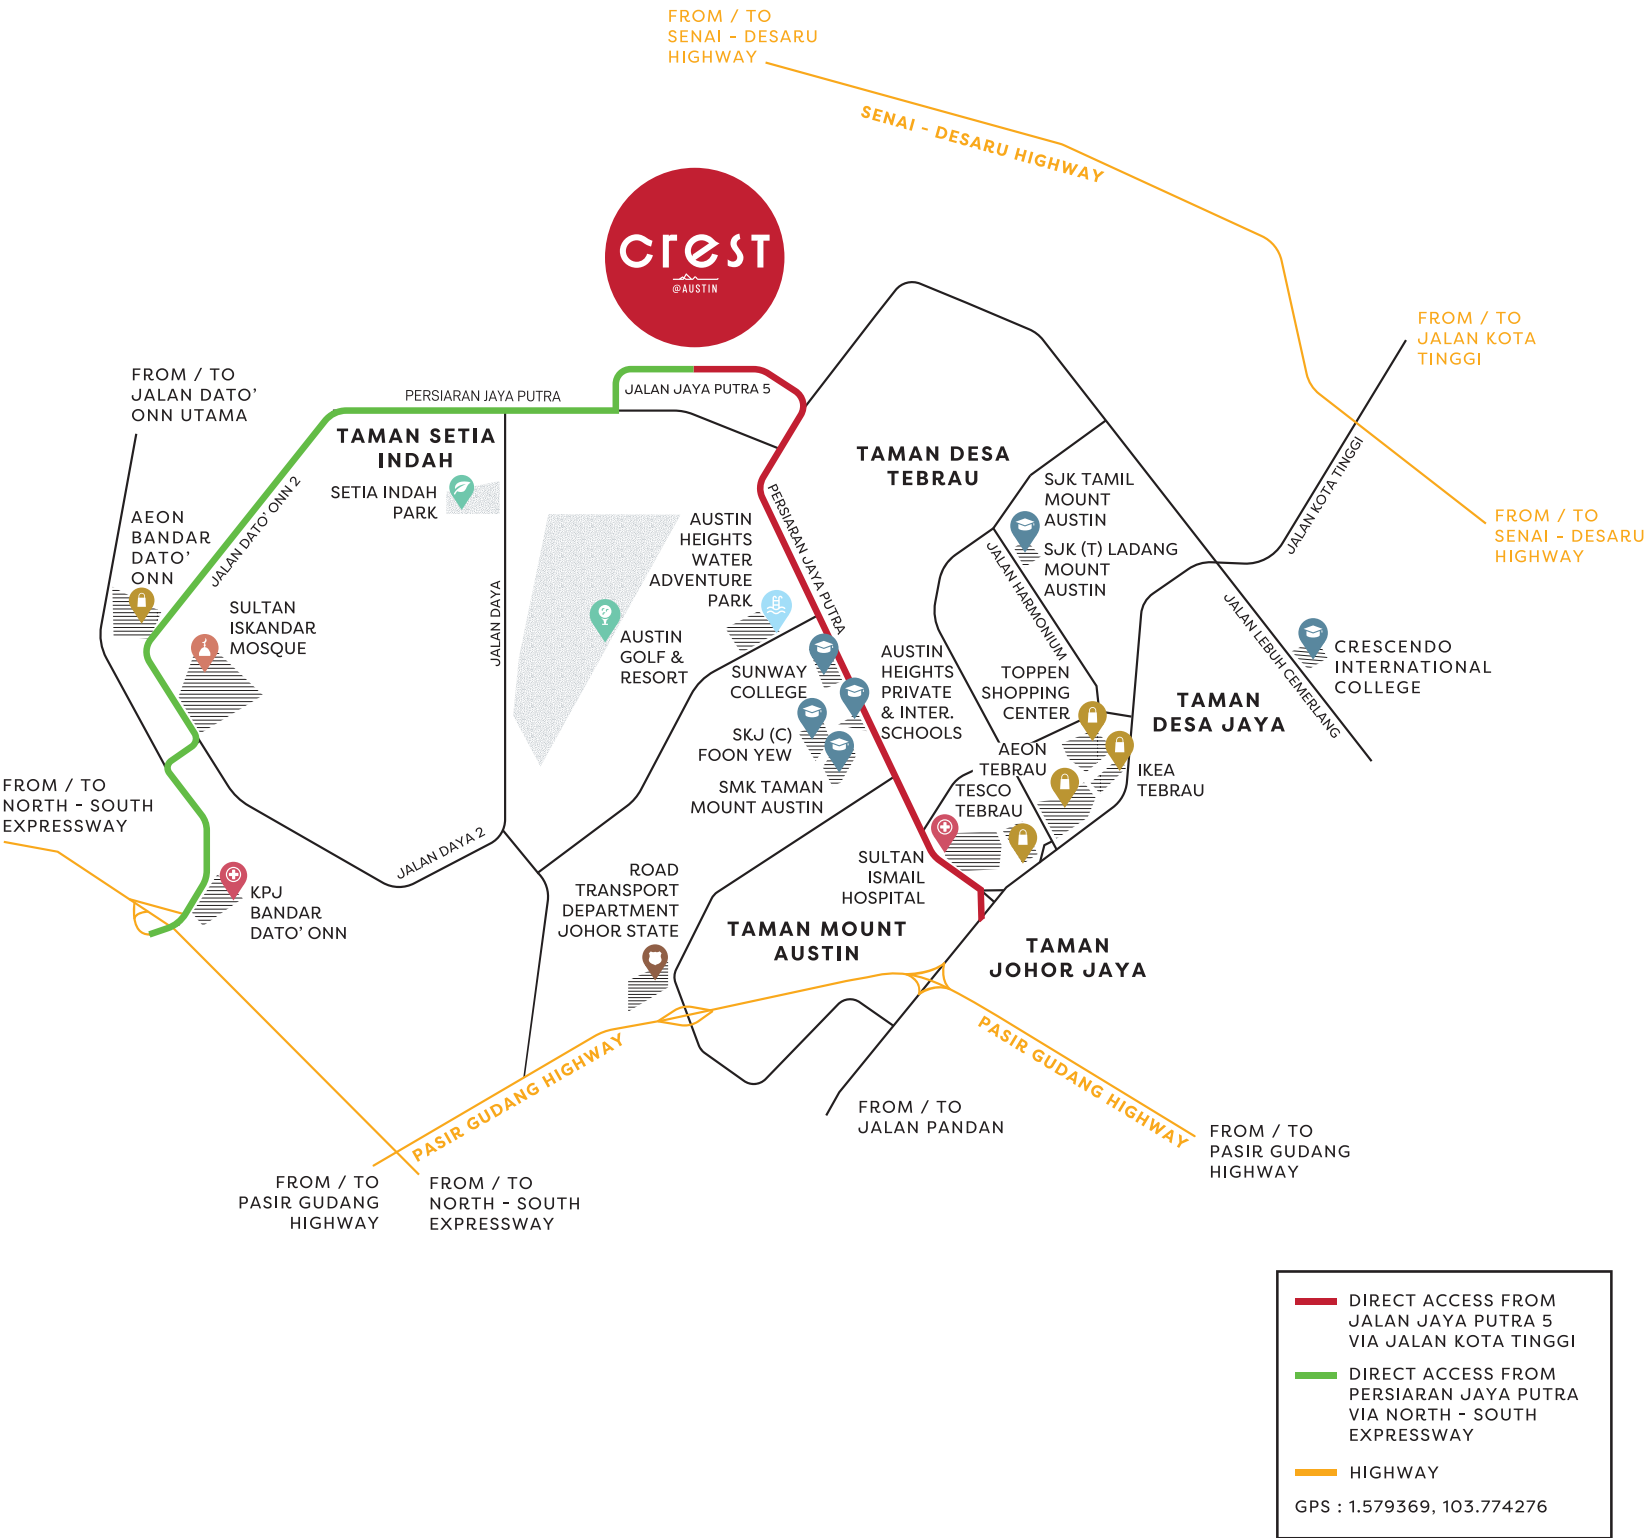 FROM / TO
SENAI - DESARU
HIGHWAY
SENAI - DESARU HIGHWAY
crest
@AUSTIN
FROM / TO
JALAN KOTA
TINGGI
FROM / TO
JALAN DATO'
ONN UTAMA
PERSIARAN JAYA PUTRA
JALAN JAYA PUTRA 5
TAMAN SETIA
INDAH
SETIA INDAH
PARK
JALAN DATO' ONN 2
AEON
BANDAR
DATO'
ONN
SULTAN
ISKANDAR
MOSQUE
JALAN DAYA
AUSTIN
HEIGHTS
WATER
ADVENTURE
PARK
PERSIARAN JAYA PUTRA
AUSTIN
GOLF &
RESORT
TAMAN DESA
TEBRAU
SJK TAMIL
MOUNT
AUSTIN
SJK (T) LADANG
MOUNT
AUSTIN
JALAN HARMONIUM
JALAN KOTA TINGGI
FROM / TO
SENAI - DESARU
HIGHWAY
JALAN LEBUH CEMERLANG
CRESCENDO
INTERNATIONAL
COLLEGE
SUNWAY
COLLEGE
AUSTIN
HEIGHTS
PRIVATE
& INTER.
SCHOOLS
TOPPEN
SHOPPING
CENTER
TAMAN
DESA JAYA
SKJ (C)
FOON YEW
SMK TAMAN
MOUNT AUSTIN
AEON
TEBRAU
TESCO
TEBRAU
IKEA
TEBRAU
FROM / TO
NORTH - SOUTH
EXPRESSWAY
JALAN DAYA 2
KPJ
BANDAR
DATO' ONN
ROAD
TRANSPORT
DEPARTMENT
JOHOR STATE
SULTAN
ISMAIL
HOSPITAL
TAMAN MOUNT
AUSTIN
TAMAN
JOHOR JAYA
PASIR GUDANG HIGHWAY
PASIR GUDANG HIGHWAY
FROM / TO
JALAN PANDAN
FROM / TO
PASIR GUDANG
HIGHWAY
FROM / TO
PASIR GUDANG
HIGHWAY
FROM / TO
NORTH - SOUTH
EXPRESSWAY
DIRECT ACCESS FROM
JALAN JAYA PUTRA 5
VIA JALAN KOTA TINGGI
DIRECT ACCESS FROM
PERSIARAN JAYA PUTRA
VIA NORTH - SOUTH
EXPRESSWAY
HIGHWAY
GPS : 1.579369, 103.774276